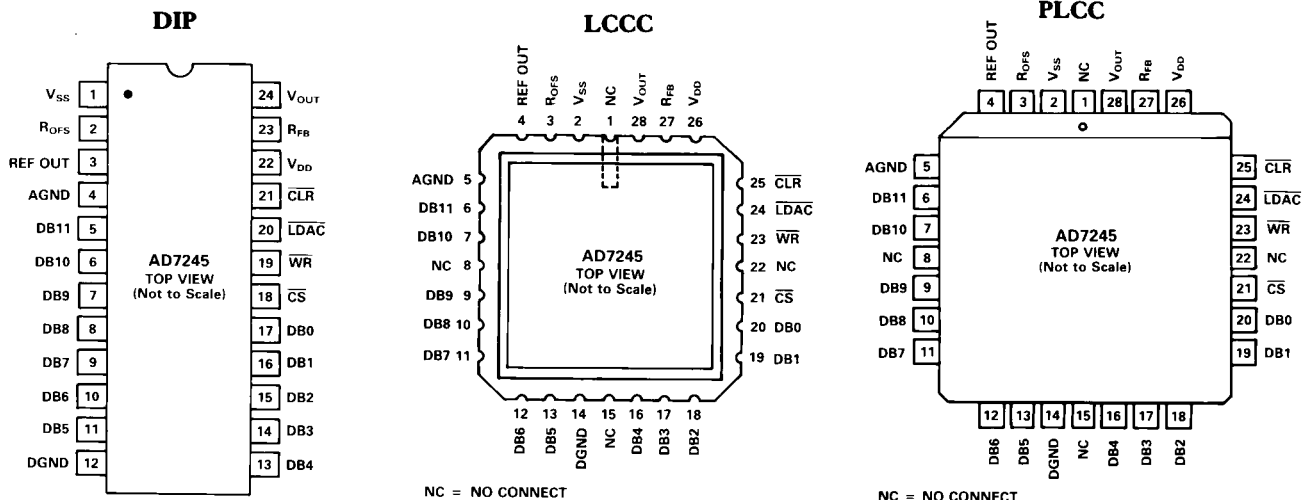 DIP
VSS 1
ROFS 2
REF OUT 3
AGND 4
DB11 5
DB10 6
DB9 7
DB8 8
DB7 9
DB6 10
DB5 11
DGND 12
AD7245
TOP VIEW
(Not to Scale)
24 VOUT
23 RFB
22 VDD
21 CLR
20 LDAC
19 WR
18 CS
17 DB0
16 DB1
15 DB2
14 DB3
13 DB4
LCCC
REF OUT ROFS VSS NC VOUT RFB VDD
4 3 2 1 28 27 26
AGND 5
DB11 6
DB10 7
NC 8
DB9 9
DB8 10
DB7 11
AD7245
TOP VIEW
(Not to Scale)
25 CLR
24 LDAC
23 WR
22 NC
21 CS
20 DB0
19 DB1
12 13 14 15 16 17 18
DB6 DB5 DGND NC DB4 DB3 DB2
NC = NO CONNECT
PLCC
REF OUT ROFS VSS NC VOUT RFB VDD
4 3 2 1 28 27 26
AGND 5
DB11 6
DB10 7
NC 8
DB9 9
DB8 10
DB7 11
AD7245
TOP VIEW
(Not to Scale)
25 CLR
24 LDAC
23 WR
22 NC
21 CS
20 DB0
19 DB1
12 13 14 15 16 17 18
DB6 DB5 DGND NC DB4 DB3 DB2
NC = NO CONNECT